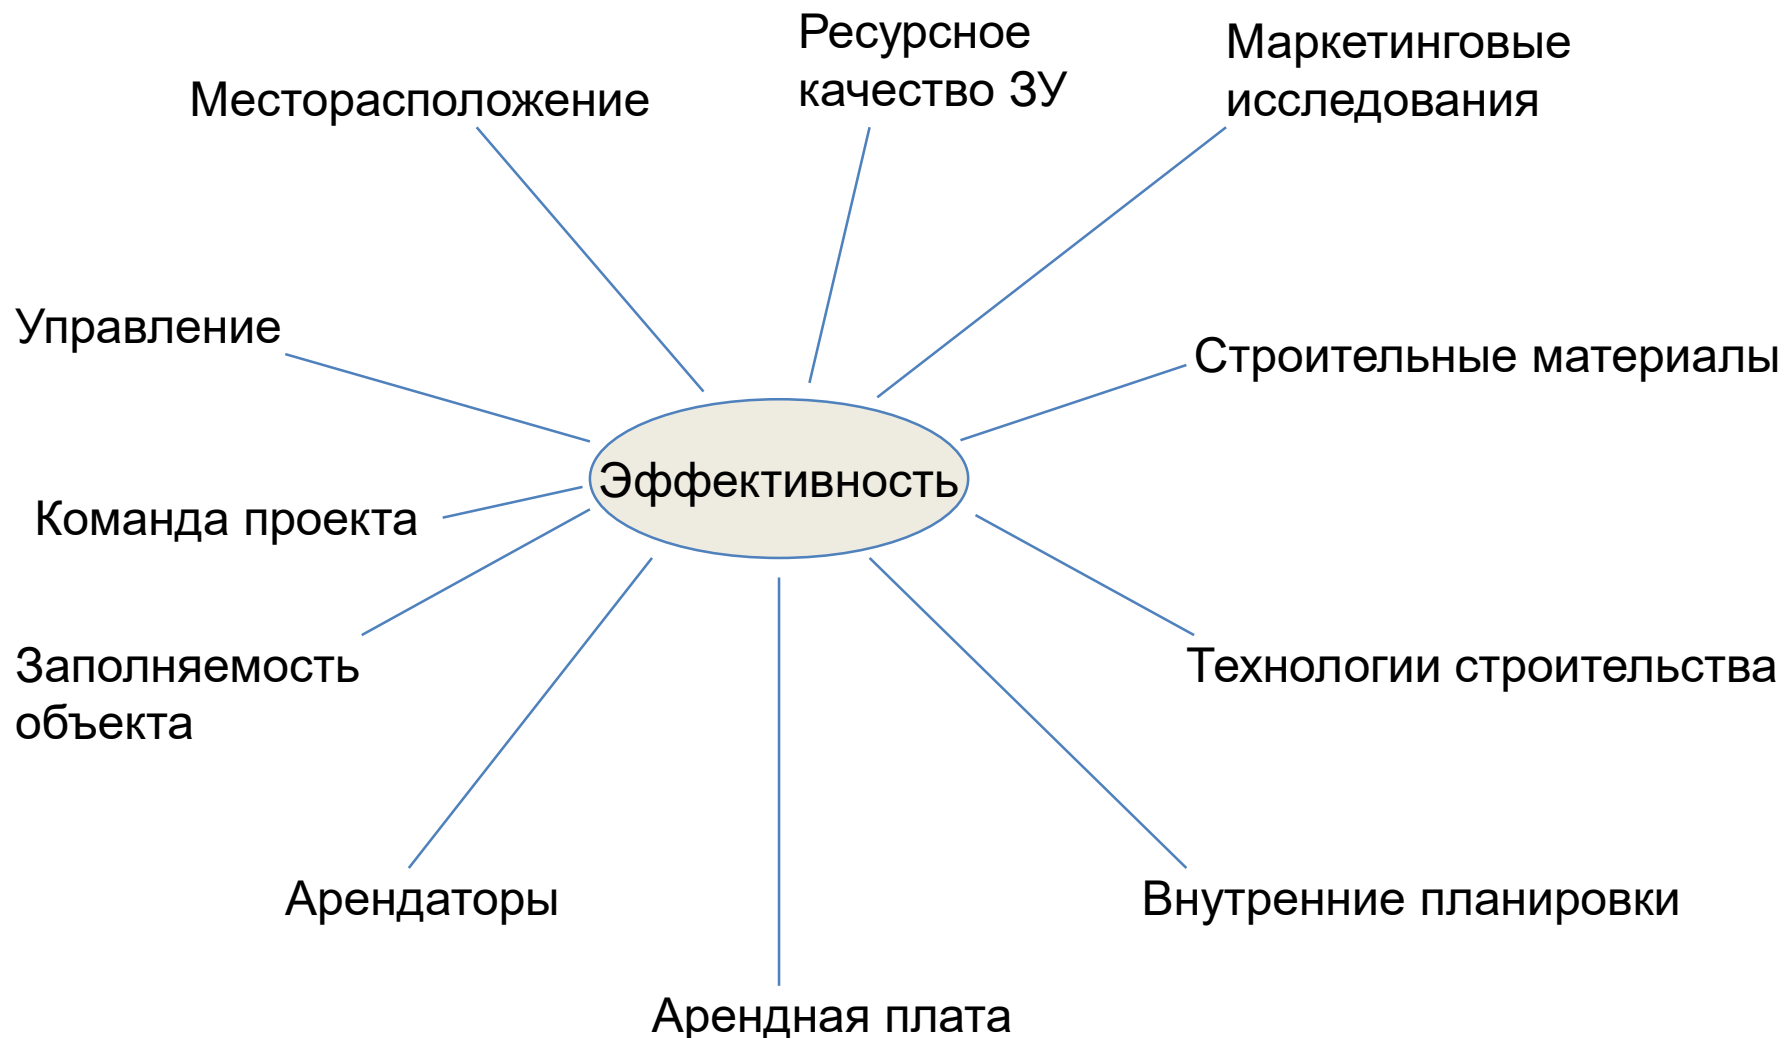 Ресурсное
качество ЗУ
Маркетинговые
исследования
Месторасположение
Управление
Строительные материалы
Эффективность
Команда проекта
Заполняемость
объекта
Технологии строительства
Арендаторы
Внутренние планировки
Арендная плата